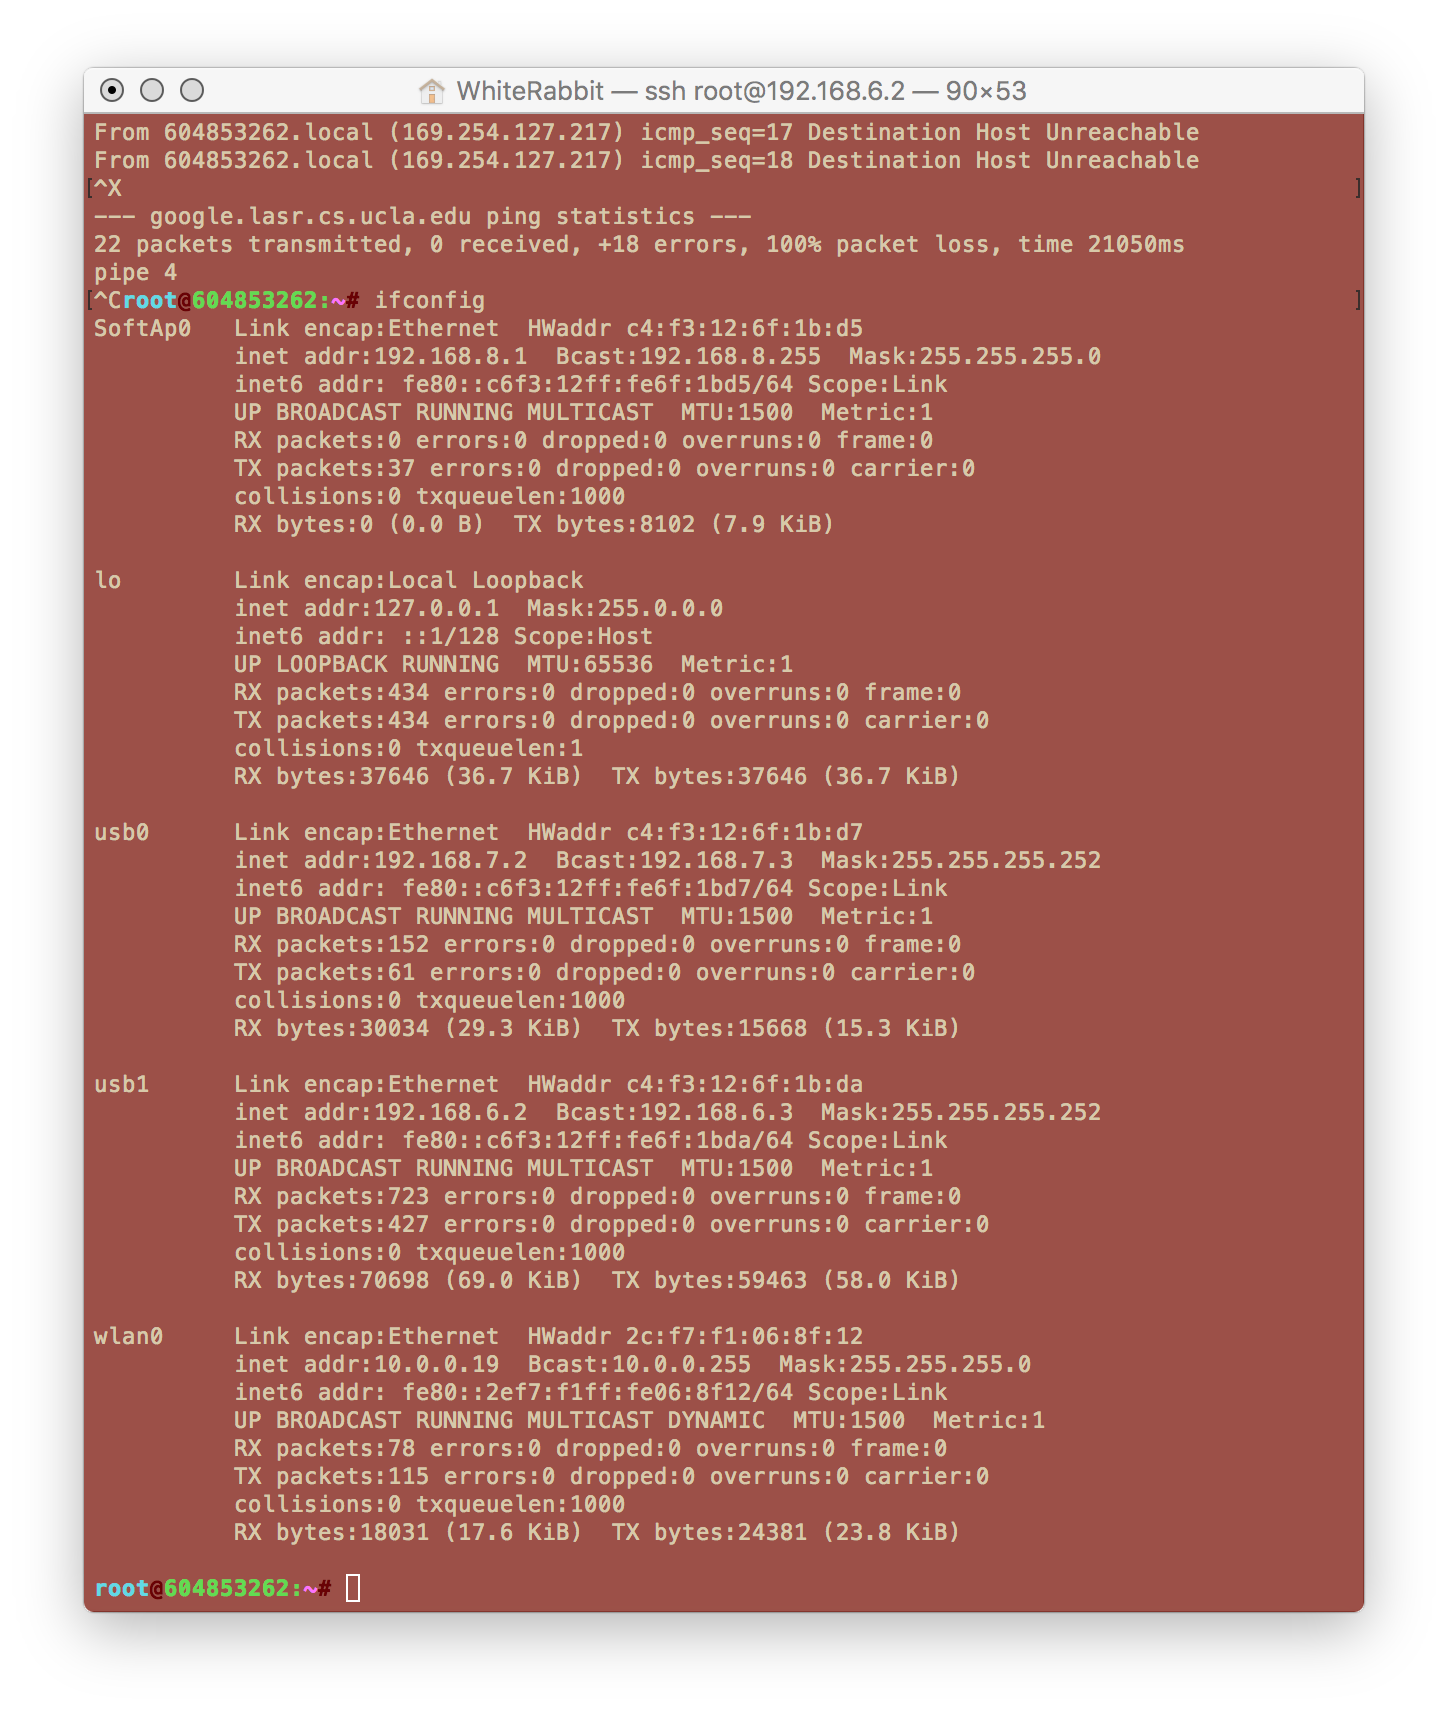 WhiteRabbit — ssh root@192.168.6.2 — 90×53
From 604853262.local (169.254.127.217) icmp_seq=17 Destination Host Unreachable
From 604853262.local (169.254.127.217) icmp_seq=18 Destination Host Unreachable
[^X ]
--- google.lasr.cs.ucla.edu ping statistics ---
22 packets transmitted, 0 received, +18 errors, 100% packet loss, time 21050ms
pipe 4
[^Croot@604853262:~# ifconfig ]
SoftAp0   Link encap:Ethernet  HWaddr c4:f3:12:6f:1b:d5
          inet addr:192.168.8.1  Bcast:192.168.8.255  Mask:255.255.255.0
          inet6 addr: fe80::c6f3:12ff:fe6f:1bd5/64 Scope:Link
          UP BROADCAST RUNNING MULTICAST  MTU:1500  Metric:1
          RX packets:0 errors:0 dropped:0 overruns:0 frame:0
          TX packets:37 errors:0 dropped:0 overruns:0 carrier:0
          collisions:0 txqueuelen:1000
          RX bytes:0 (0.0 B)  TX bytes:8102 (7.9 KiB)

lo        Link encap:Local Loopback
          inet addr:127.0.0.1  Mask:255.0.0.0
          inet6 addr: ::1/128 Scope:Host
          UP LOOPBACK RUNNING  MTU:65536  Metric:1
          RX packets:434 errors:0 dropped:0 overruns:0 frame:0
          TX packets:434 errors:0 dropped:0 overruns:0 carrier:0
          collisions:0 txqueuelen:1
          RX bytes:37646 (36.7 KiB)  TX bytes:37646 (36.7 KiB)

usb0      Link encap:Ethernet  HWaddr c4:f3:12:6f:1b:d7
          inet addr:192.168.7.2  Bcast:192.168.7.3  Mask:255.255.255.252
          inet6 addr: fe80::c6f3:12ff:fe6f:1bd7/64 Scope:Link
          UP BROADCAST RUNNING MULTICAST  MTU:1500  Metric:1
          RX packets:152 errors:0 dropped:0 overruns:0 frame:0
          TX packets:61 errors:0 dropped:0 overruns:0 carrier:0
          collisions:0 txqueuelen:1000
          RX bytes:30034 (29.3 KiB)  TX bytes:15668 (15.3 KiB)

usb1      Link encap:Ethernet  HWaddr c4:f3:12:6f:1b:da
          inet addr:192.168.6.2  Bcast:192.168.6.3  Mask:255.255.255.252
          inet6 addr: fe80::c6f3:12ff:fe6f:1bda/64 Scope:Link
          UP BROADCAST RUNNING MULTICAST  MTU:1500  Metric:1
          RX packets:723 errors:0 dropped:0 overruns:0 frame:0
          TX packets:427 errors:0 dropped:0 overruns:0 carrier:0
          collisions:0 txqueuelen:1000
          RX bytes:70698 (69.0 KiB)  TX bytes:59463 (58.0 KiB)

wlan0     Link encap:Ethernet  HWaddr 2c:f7:f1:06:8f:12
          inet addr:10.0.0.19  Bcast:10.0.0.255  Mask:255.255.255.0
          inet6 addr: fe80::2ef7:f1ff:fe06:8f12/64 Scope:Link
          UP BROADCAST RUNNING MULTICAST DYNAMIC  MTU:1500  Metric:1
          RX packets:78 errors:0 dropped:0 overruns:0 frame:0
          TX packets:115 errors:0 dropped:0 overruns:0 carrier:0
          collisions:0 txqueuelen:1000
          RX bytes:18031 (17.6 KiB)  TX bytes:24381 (23.8 KiB)

root@604853262:~#